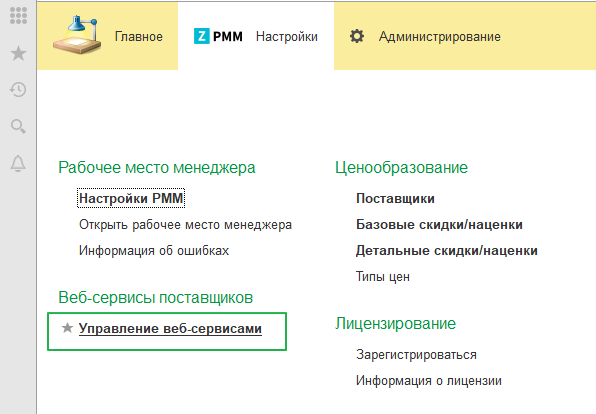 Главное
Z РММ Настройки
Администрирование
Рабочее место менеджера
Настройки РММ
Открыть рабочее место менеджера
Информация об ошибках
Веб-сервисы поставщиков
Управление веб-сервисами
Ценообразование
Поставщики
Базовые скидки/наценки
Детальные скидки/наценки
Типы цен
Лицензирование
Зарегистрироваться
Информация о лицензии